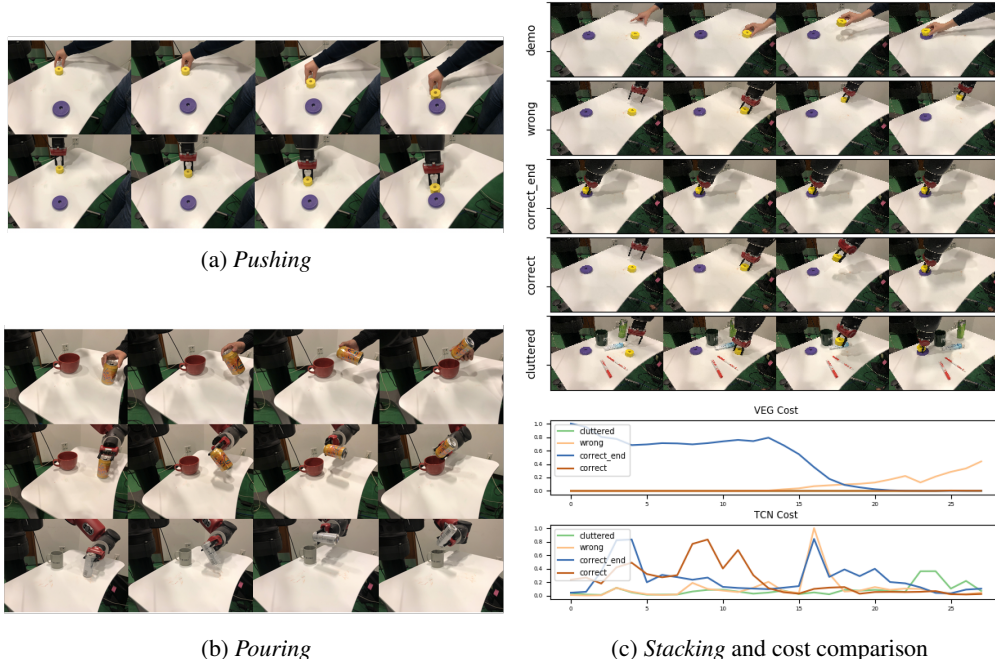 (a) Pushing
(b) Pouring
demo
wrong
correct_end
correct
cluttered
VEG Cost
1.0
0.8
0.6
0.4
0.2
0.0
cluttered
wrong
correct_end
correct
0
5
10
15
20
25
TCN Cost
1.0
0.8
0.6
0.4
0.2
0.0
cluttered
wrong
correct_end
correct
0
5
10
15
20
25
(c) Stacking and cost comparison